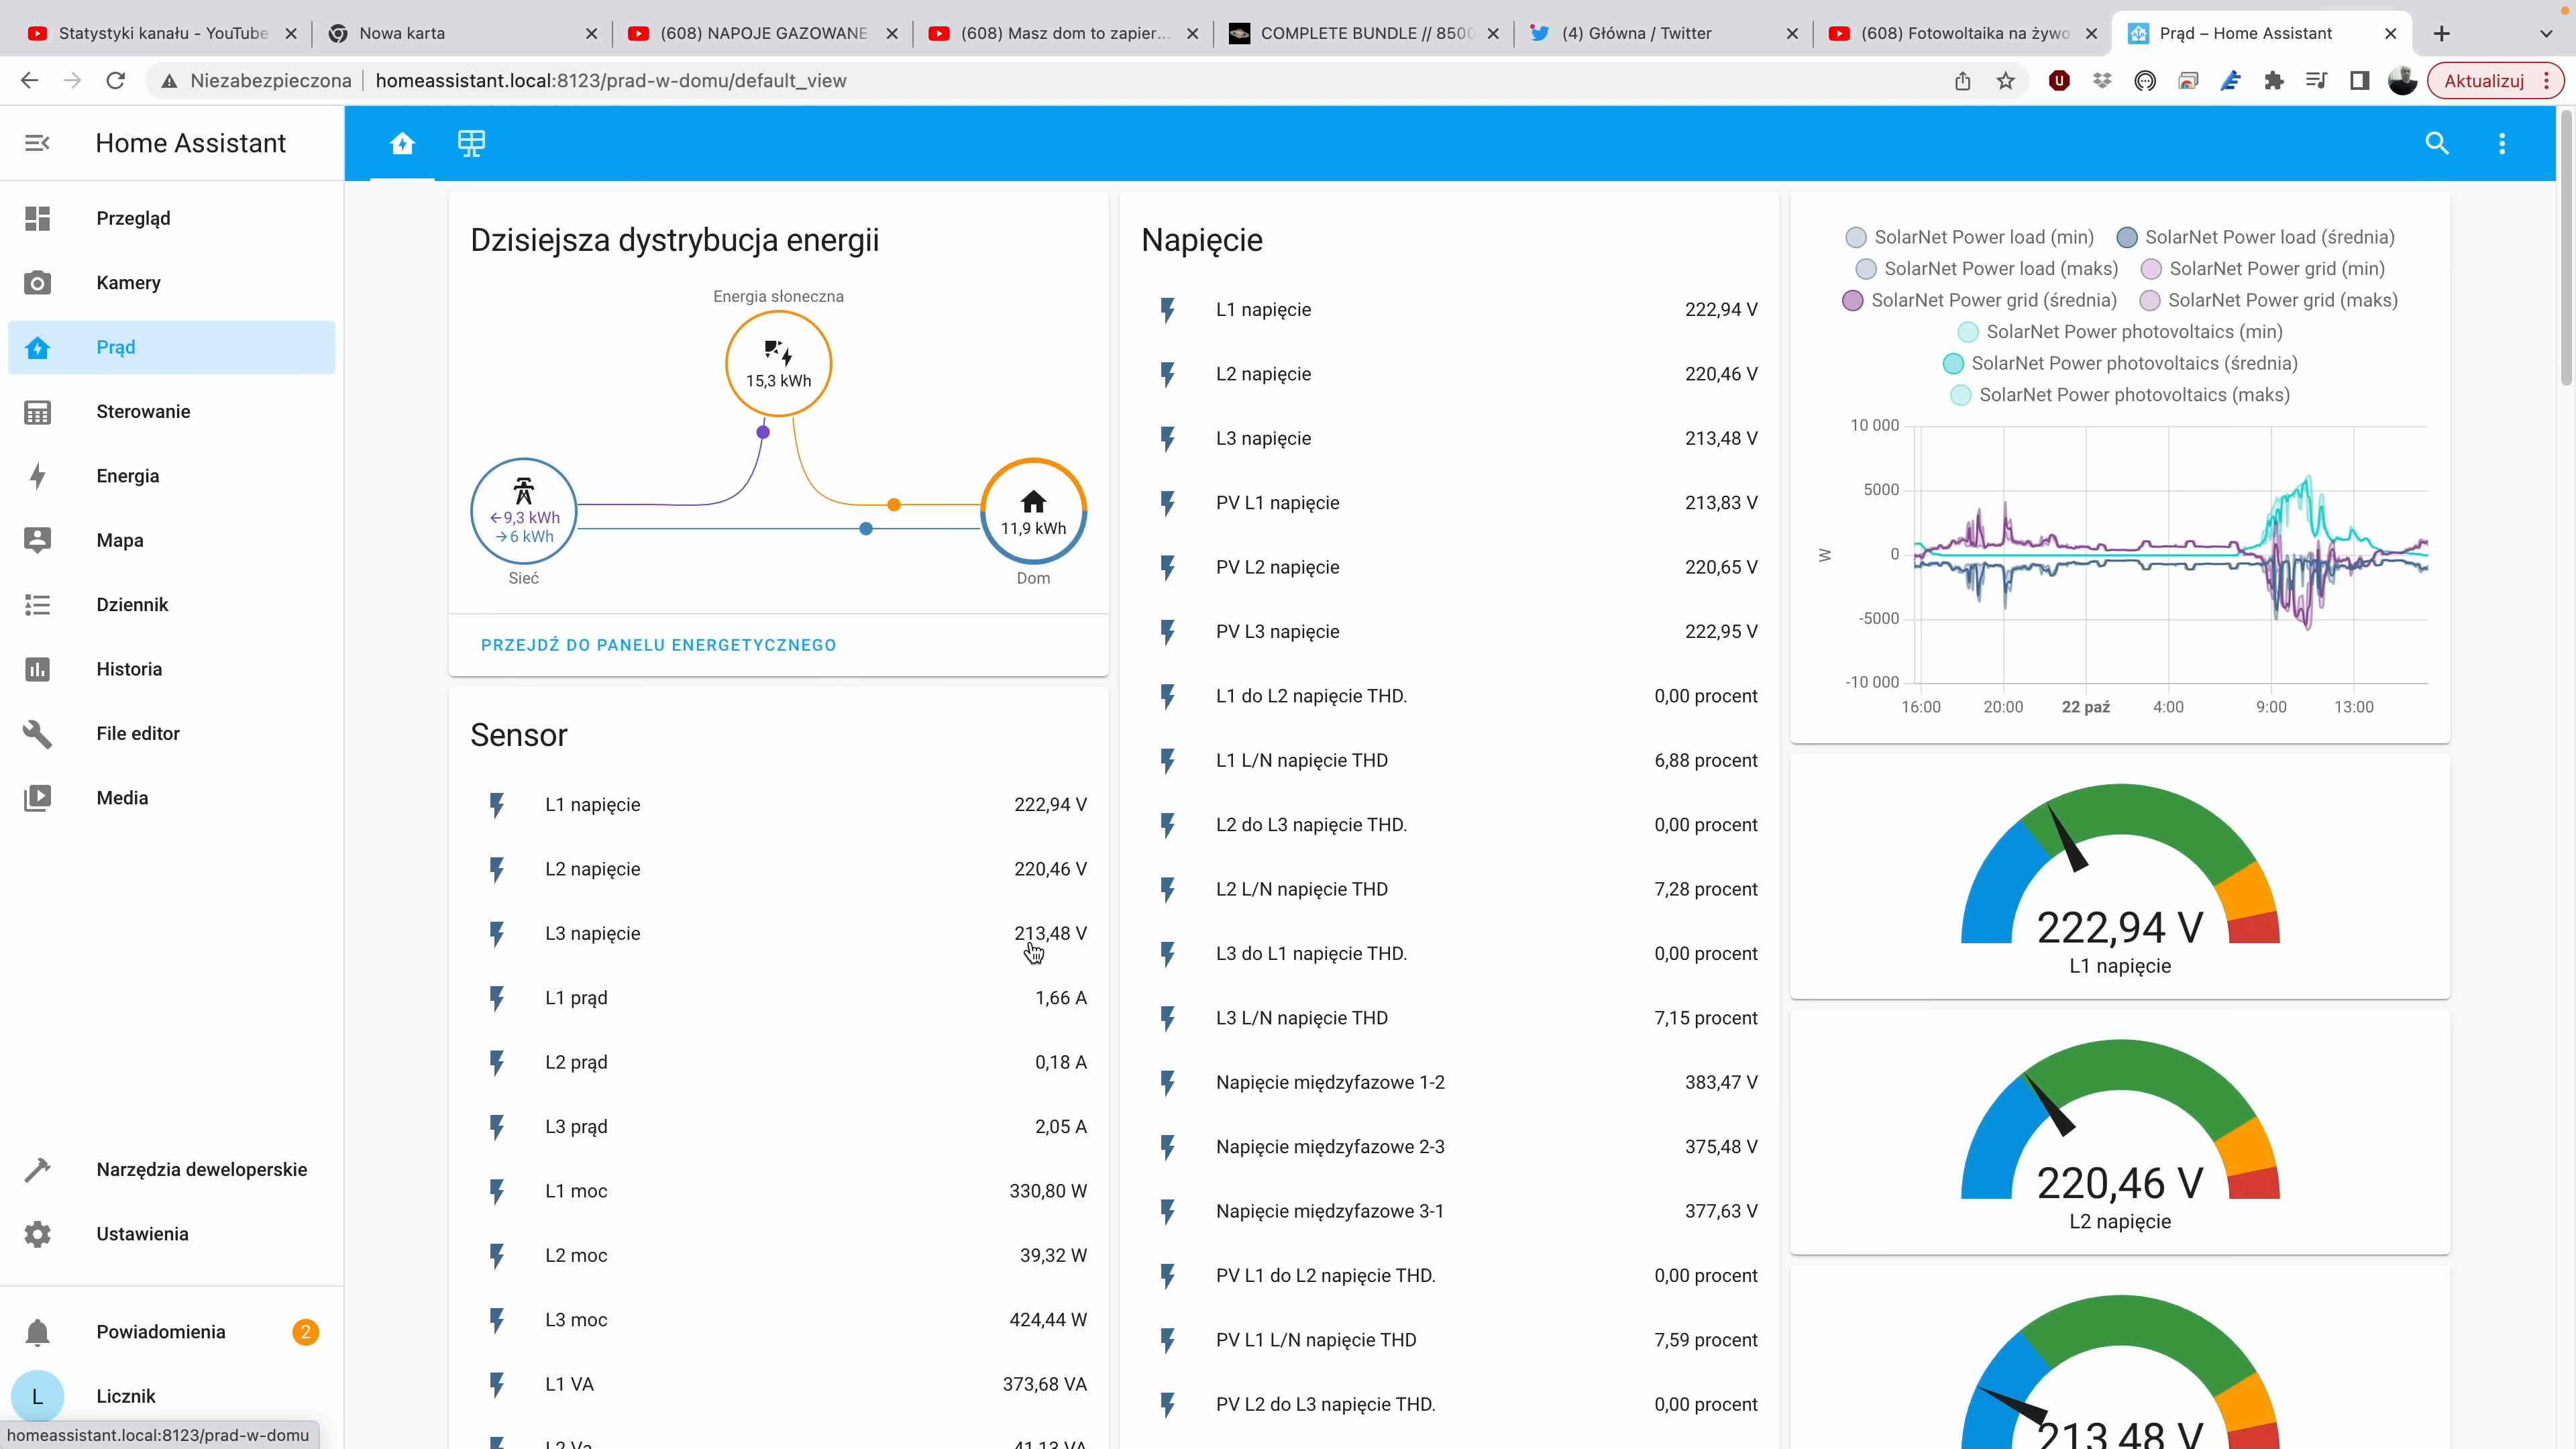 Statystyki kanału - YouTube
Nowa karta
(608) NAPOJE GAZOWANE
(608) Masz dom to zapier...
COMPLETE BUNDLE // 8500
(4) Główna / Twitter
(608) Fotowoltaika na żywo
Prąd – Home Assistant
Niezabezpieczona
homeassistant.local:8123/prad-w-domu/default_view
Aktualizuj
Home Assistant
Przegląd
Kamery
Prąd
Sterowanie
Energia
Mapa
Dziennik
Historia
File editor
Media
Narzędzia deweloperskie
Ustawienia
Powiadomienia 2
L Licznik
homeassistant.local:8123/prad-w-domu
Dzisiejsza dystrybucja energii
Energia słoneczna
15,3 kWh
←9,3 kWh
→6 kWh
Sieć
11,9 kWh
Dom
PRZEJDŹ DO PANELU ENERGETYCZNEGO
Sensor
L1 napięcie 222,94 V
L2 napięcie 220,46 V
L3 napięcie 213,48 V
L1 prąd 1,66 A
L2 prąd 0,18 A
L3 prąd 2,05 A
L1 moc 330,80 W
L2 moc 39,32 W
L3 moc 424,44 W
L1 VA 373,68 VA
L2 Va 41,13 VA
Napięcie
L1 napięcie 222,94 V
L2 napięcie 220,46 V
L3 napięcie 213,48 V
PV L1 napięcie 213,83 V
PV L2 napięcie 220,65 V
PV L3 napięcie 222,95 V
L1 do L2 napięcie THD. 0,00 procent
L1 L/N napięcie THD 6,88 procent
L2 do L3 napięcie THD. 0,00 procent
L2 L/N napięcie THD 7,28 procent
L3 do L1 napięcie THD. 0,00 procent
L3 L/N napięcie THD 7,15 procent
Napięcie międzyfazowe 1-2 383,47 V
Napięcie międzyfazowe 2-3 375,48 V
Napięcie międzyfazowe 3-1 377,63 V
PV L1 do L2 napięcie THD. 0,00 procent
PV L1 L/N napięcie THD 7,59 procent
PV L2 do L3 napięcie THD. 0,00 procent
SolarNet Power load (min) SolarNet Power load (średnia)
SolarNet Power load (maks) SolarNet Power grid (min)
SolarNet Power grid (średnia) SolarNet Power grid (maks)
SolarNet Power photovoltaics (min)
SolarNet Power photovoltaics (średnia)
SolarNet Power photovoltaics (maks)
10 000
5000
W
0
-5000
-10 000
16:00 20:00 22 paź 4:00 9:00 13:00
222,94 V
L1 napięcie
220,46 V
L2 napięcie
213,48 V